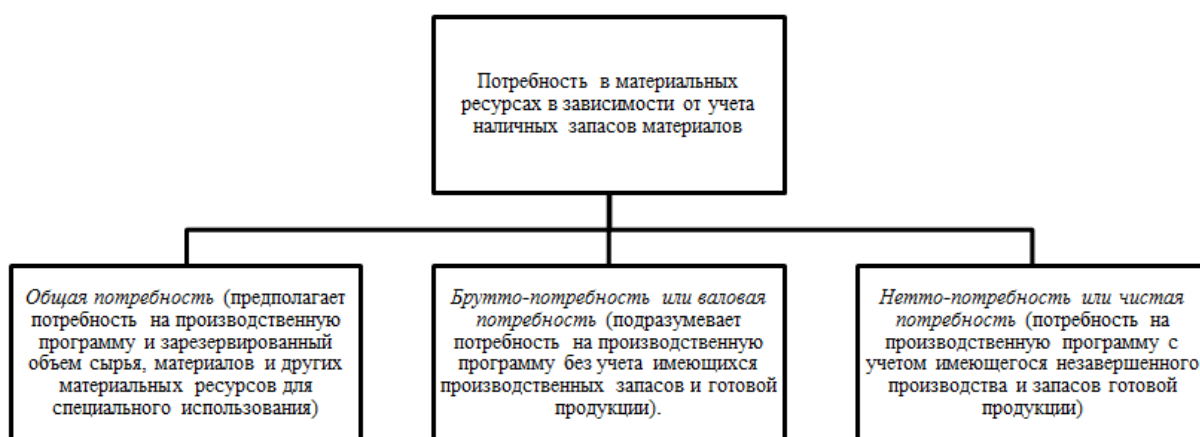 Потребность в материальных
ресурсах в зависимости от учета
наличных запасов материалов
Общая потребность (предполагает
потребность на производственную
программу и зарезервированный
объем сырья, материалов и других
материальных ресурсов для
специального использования)
Брутто-потребность или валовая
потребность (подразумевает
потребность на производственную
программу без учета имеющихся
производственных запасов и готовой
продукции).
Нетто-потребность или чистая
потребность (потребность на
производственную программу с
учетом имеющегося незавершенного
производства и запасов готовой
продукции)